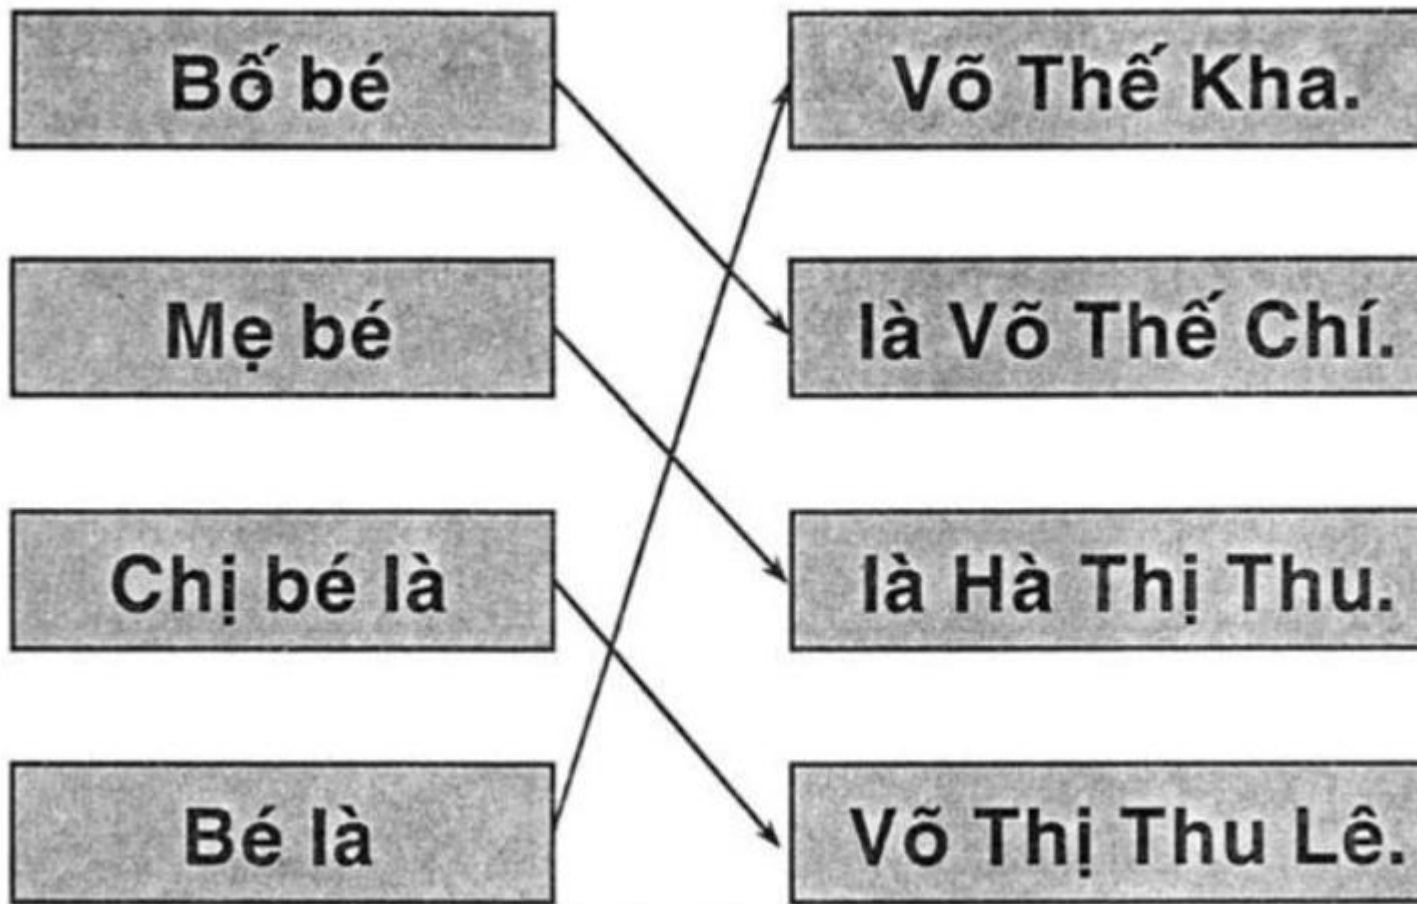 Bố bé
Võ Thế Kha.
Mẹ bé
là Võ Thế Chí.
Chị bé là
là Hà Thị Thu.
Bé là
Võ Thị Thu Lê.